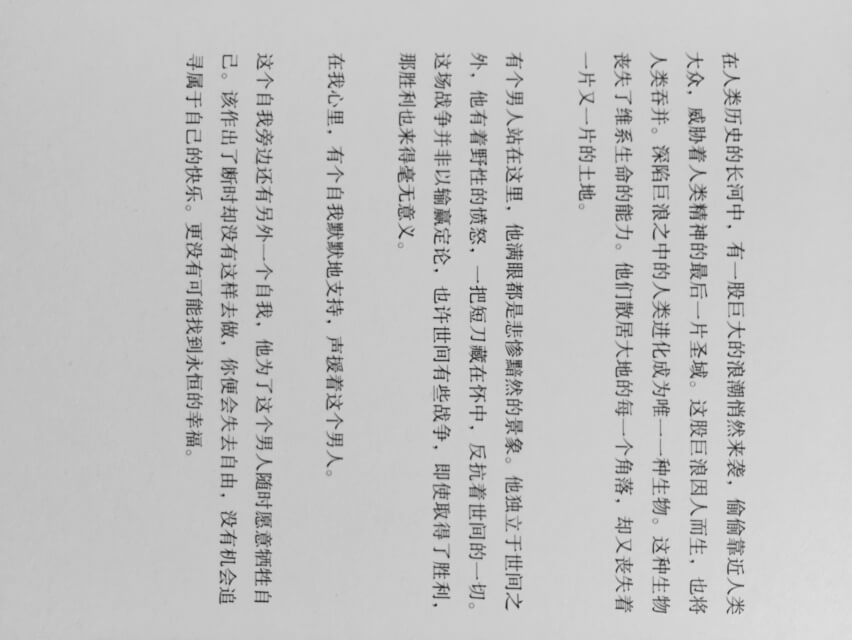 在人类历史的长河中，有一股巨大的浪潮悄然来袭，偷偷靠近人类
大众，威胁着人类精神的最后一片圣域。这股巨浪因人而生，也将
人类吞并。深陷巨浪之中的人类进化成为唯一一种生物。这种生物
丧失了维系生命的能力。他们散居大地的每一个角落，却又丧失着
一片又一片的土地。
有个男人站在这里，他满眼都是悲惨黯然的景象。他独立于世间之
外，他有着野性的愤怒，一把短刀藏在怀中，反抗着世间的一切。
这场战争并非以输赢定论，也许世间有些战争，即使取得了胜利，
那胜利也来得毫无意义。
在我心里，有个自我默默地支持，声援着这个男人。
这个自我旁边还有另外一个自我，他为了这个男人随时愿意牺牲自
己。该作出了断时却没有这样去做，你便会失去自由，没有机会追
寻属于自己的快乐。更没有可能找到永恒的幸福。